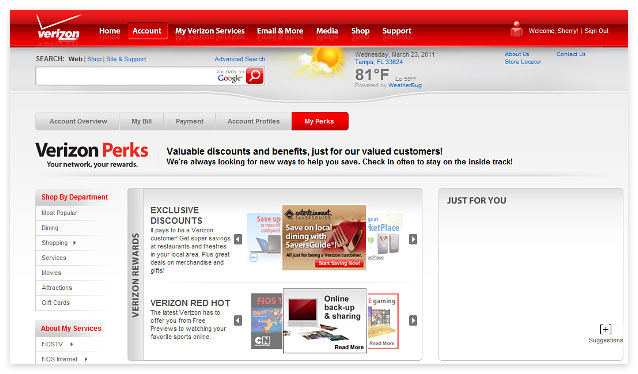 verizon
Home
Account
My Verizon Services
Email & More
Media
Shop
Support
Welcome, Sherry! | Sign Out
SEARCH: Web | Shop | Site & Support
Advanced Search
Google
Wednesday, March 23, 2011
Tampa, FL 33624
81°F
Powered by WeatherBug
About Us
Contact Us
Store Locator
Account Overview
My Bill
Payment
Account Profiles
My Perks
Verizon Perks
Your network, your rewards.
Valuable discounts and benefits, just for our valued customers!
We're always looking for new ways to help you save. Check in often to stay on the inside track!
Shop By Department
Most Popular
Dining
Shopping
Services
Movies
Attractions
Gift Cards
About My Services
FiOSTV
FiOS Internet
VERIZON REWARDS
EXCLUSIVE
DISCOUNTS
It pays to be a Verizon
customer! Get super savings
at restaurants and theaters
in your local area. Plus great
deals on merchandise and
gifts!
Save up
entertainment
SAVERSGUIDE
Save on local
dining with
SaversGuide
All just for being a Verizon customer.
Start Saving Now!
VERIZON RED HOT
The latest Verizon has to
offer you from Free
Previews to watching your
favorite sports online.
FiOS
CN
Online
back-up
& sharing
Read More
gaming
Read More
JUST FOR YOU
[+]
Suggestions